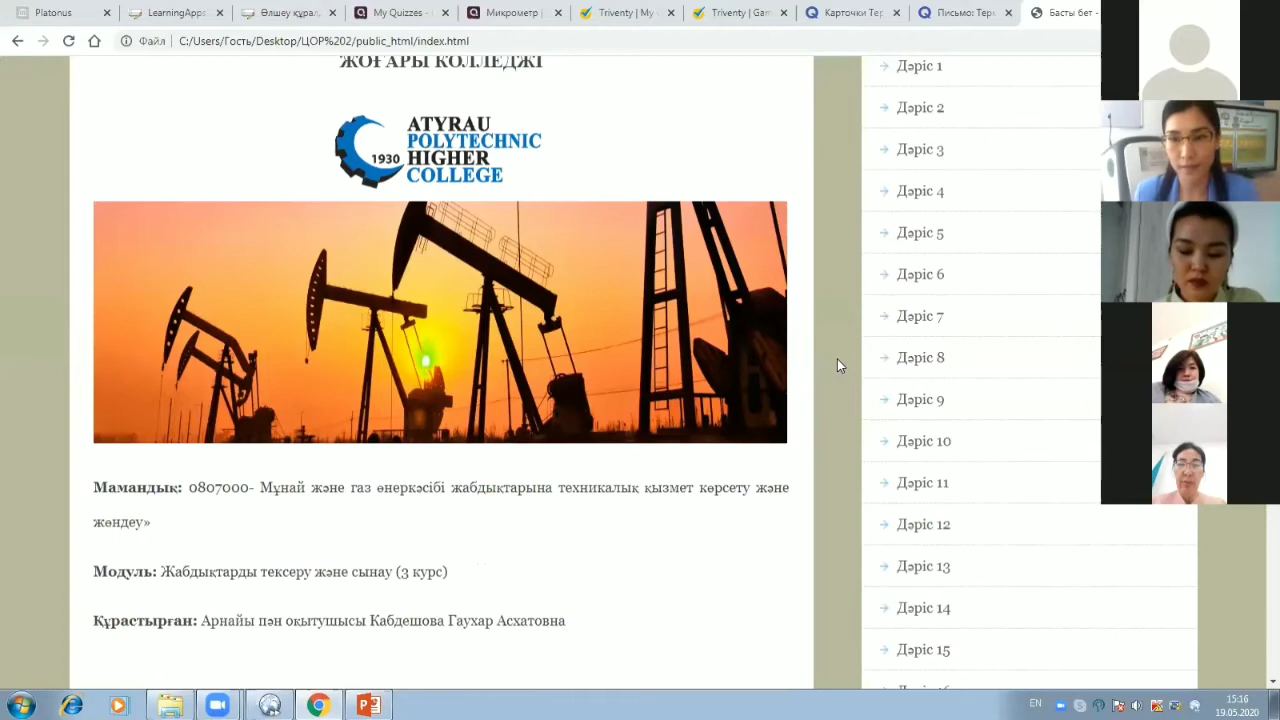 Platonus
LearningApps
Өлшеу құрал
My Quizzes -
Микрометр |
Triventy | My
Triventy | Gam
Карточки Тер
Письмо: Терм
Басты бет -
Файл | C:/Users/Гость/Desktop/ЦОР%202/public_html/index.html
ЖОҒАРЫ КОЛЛЕДЖІ
1930
ATYRAU
POLYTECHNIC
HIGHER
COLLEGE
Мамандық: 0807000- Мұнай және газ өнеркәсібі жабдықтарына техникалық қызмет көрсету және
жөндеу»
Модуль: Жабдықтарды тексеру және сынау (3 курс)
Құрастырған: Арнайы пән оқытушысы Кабдешова Гаухар Асхатовна
Дәріс 1
Дәріс 2
Дәріс 3
Дәріс 4
Дәріс 5
Дәріс 6
Дәріс 7
Дәріс 8
Дәріс 9
Дәріс 10
Дәріс 11
Дәріс 12
Дәріс 13
Дәріс 14
Дәріс 15
EN
15:16
19.05.2020